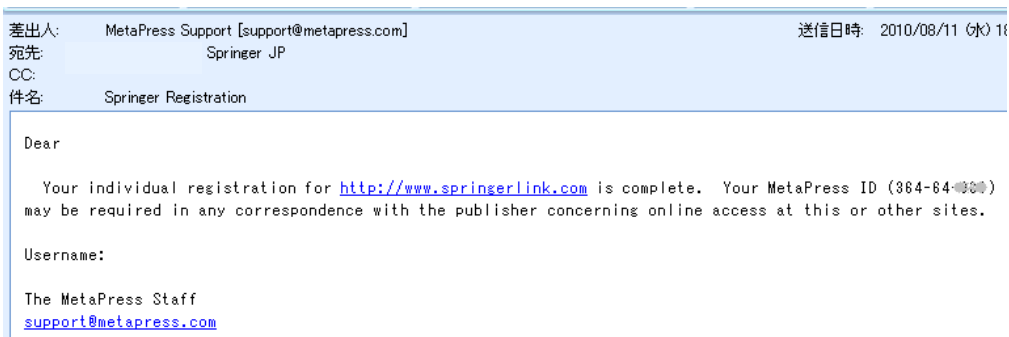 差出人: MetaPress Support [support@metapress.com] 送信日時: 2010/08/11 (水) 18
宛先: Springer JP
CC:
件名: Springer Registration
Dear
Your individual registration for http://www.springerlink.com is complete. Your MetaPress ID (364-64-
may be required in any correspondence with the publisher concerning online access at this or other sites.
Username:
The MetaPress Staff
support@metapress.com